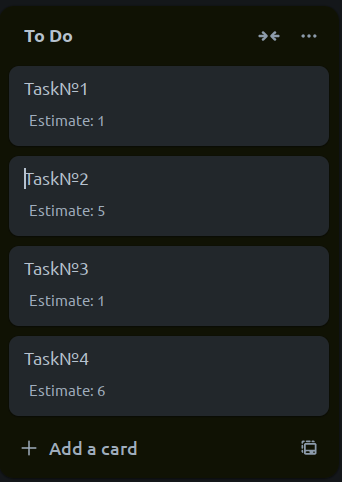 To Do
TaskNº1
Estimate: 1
TaskNº2
Estimate: 5
TaskNº3
Estimate: 1
TaskNº4
Estimate: 6
Add a card